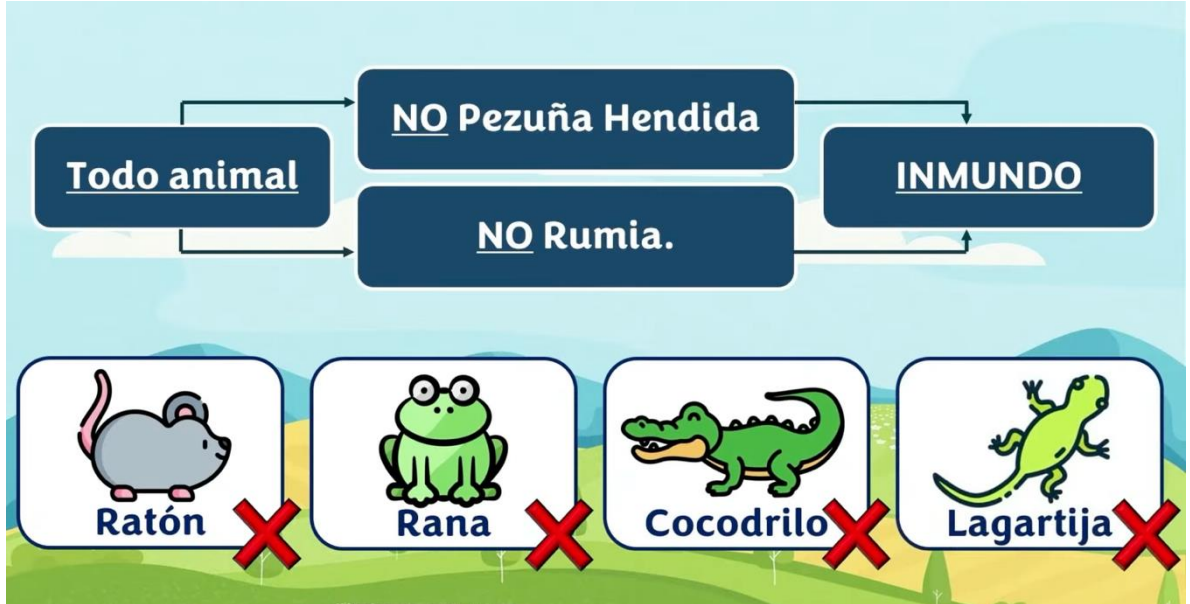 NO Pezuña Hendida
Todo animal
INMUNDO
NO Rumia.
Ratón
Rana
Cocodrilo
Lagartija